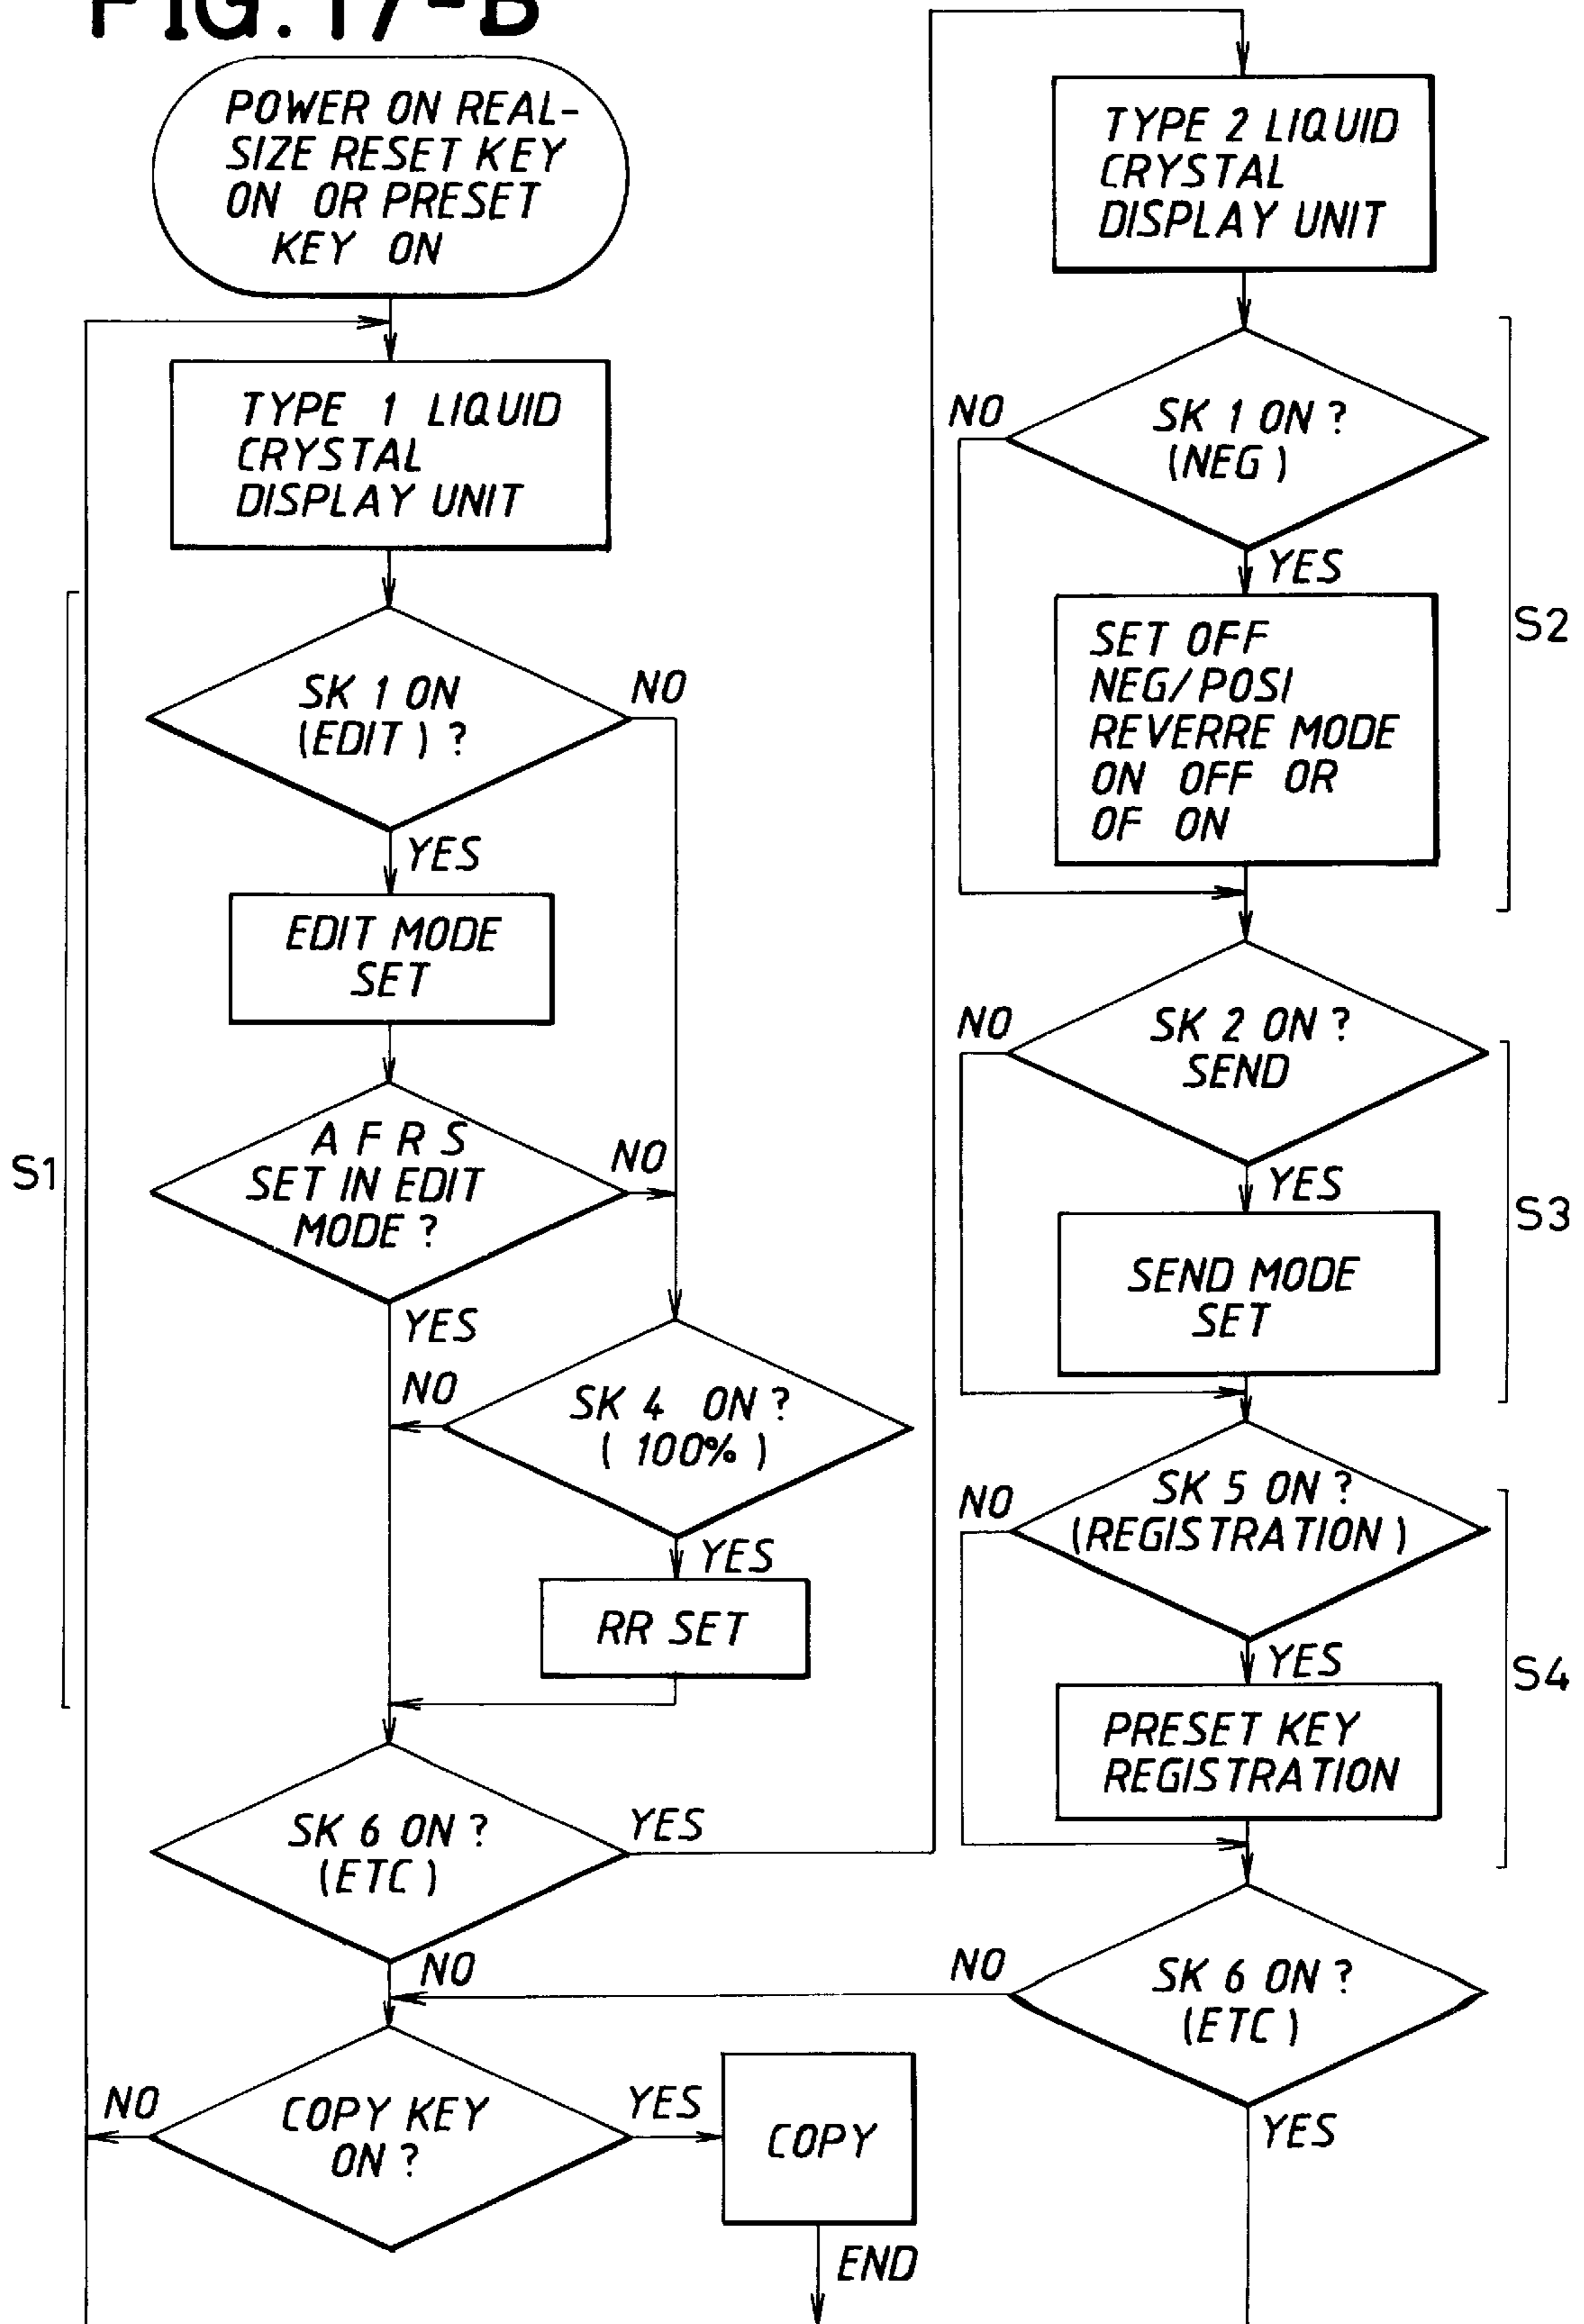 FIG. 17-B
POWER ON REAL-
SIZE RESET KEY
ON OR PRESET
KEY ON
TYPE 1 LIQUID
CRYSTAL
DISPLAY UNIT
SK 1 ON
(EDIT) ?
NO
YES
EDIT MODE
SET
A F R S
SET IN EDIT
MODE ?
NO
YES
S1
SK 4 ON ?
( 100% )
NO
YES
RR SET
SK 6 ON ?
(ETC)
YES
NO
COPY KEY
ON ?
NO
YES
COPY
END
TYPE 2 LIQUID
CRYSTAL
DISPLAY UNIT
SK 1 ON ?
(NEG)
NO
YES
SET OFF
NEG/POSI
REVERRE MODE
ON OFF OR
OF ON
S2
SK 2 ON ?
SEND
NO
YES
SEND MODE
SET
S3
SK 5 ON ?
(REGISTRATION)
NO
YES
PRESET KEY
REGISTRATION
S4
SK 6 ON ?
(ETC)
NO
YES